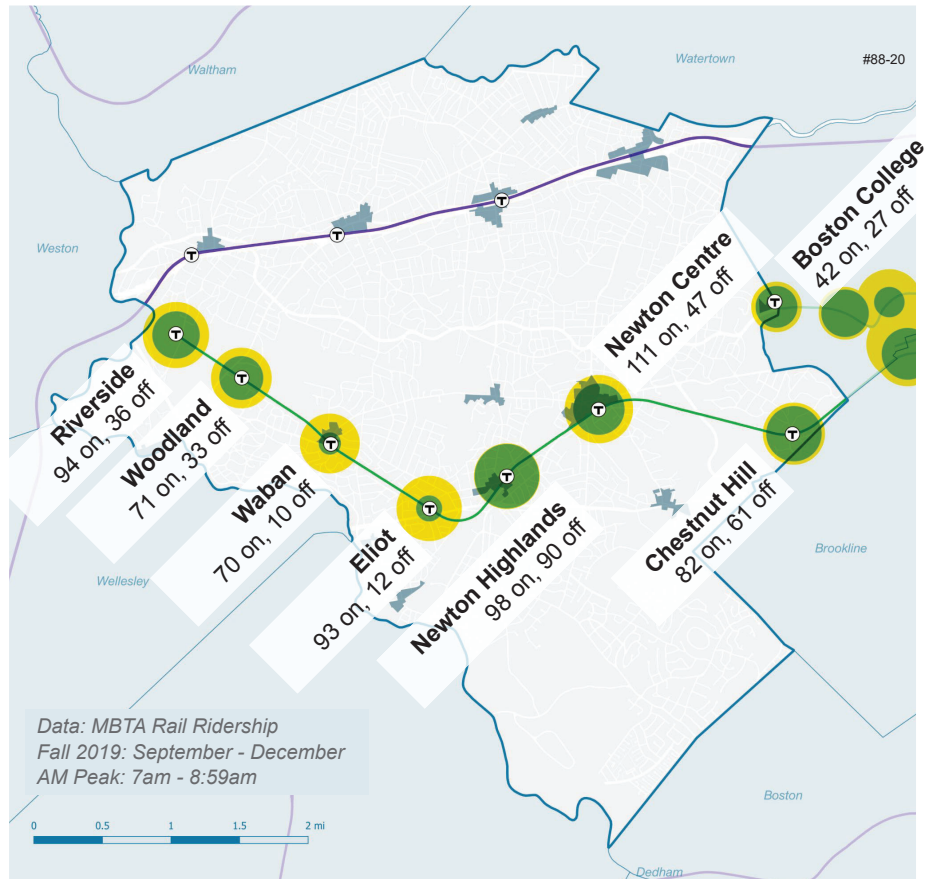 Waltham
Watertown
#88-20
Weston
Boston College
42 on, 27 off
Newton Centre
111 on, 47 off
Riverside
94 on, 36 off
Woodland
71 on, 33 off
Waban
70 on, 10 off
Eliot
93 on, 12 off
Newton Highlands
98 on, 90 off
Chestnut Hill
82 on, 61 off
Brookline
Wellesley
Data: MBTA Rail Ridership
Fall 2019: September - December
AM Peak: 7am - 8:59am
0 0.5 1 1.5 2 mi
Boston
Dedham
T
T
T
T
T
T
T
T
T
T
T